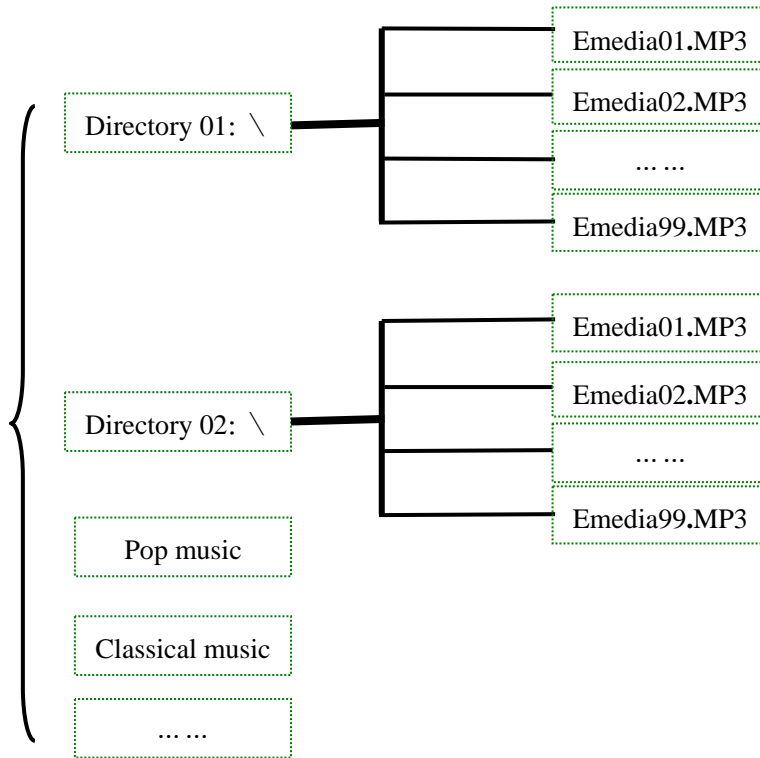 Emedia01.MP3
Directory 01: \
Emedia02.MP3
... ...
Emedia99.MP3
Emedia01.MP3
Directory 02: \
Emedia02.MP3
... ...
Emedia99.MP3
Pop music
Classical music
... ...